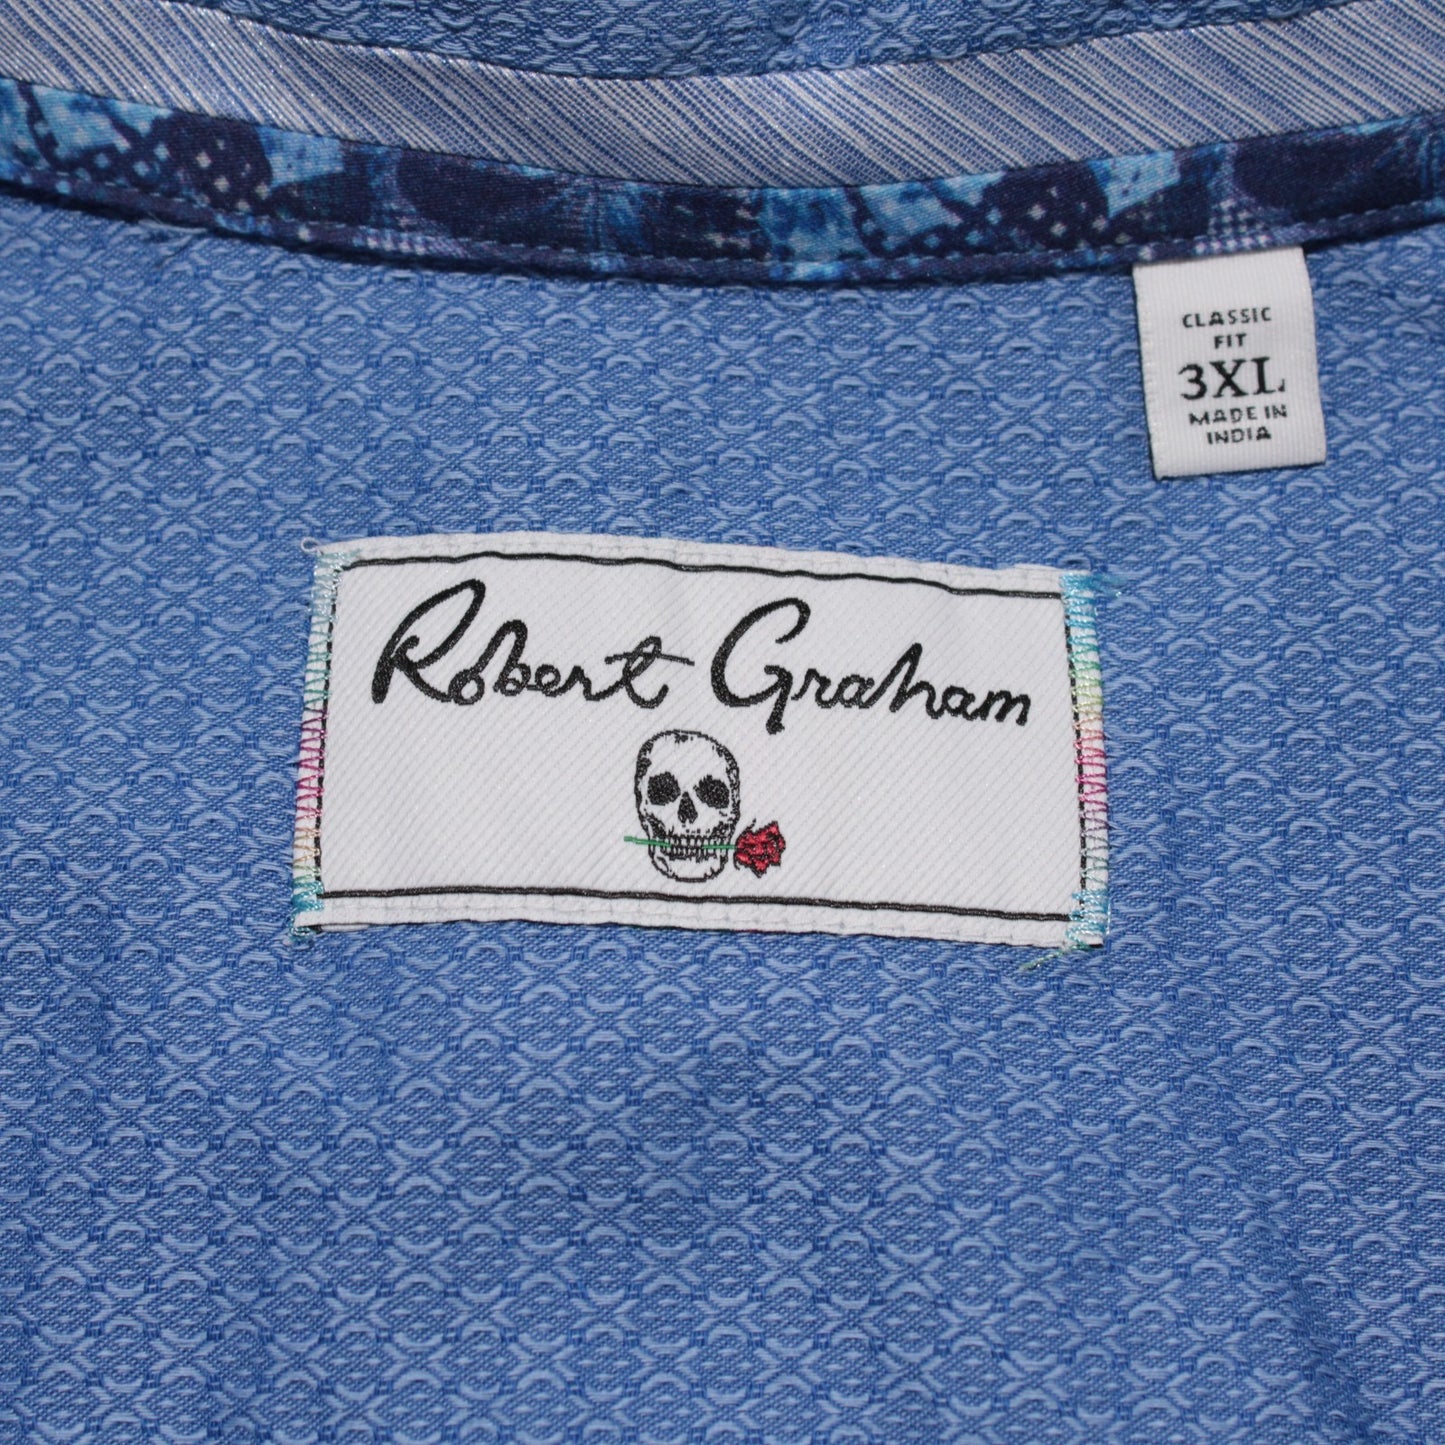 CLASSIC
FIT
3XL
MADE IN
INDIA
Robert Graham